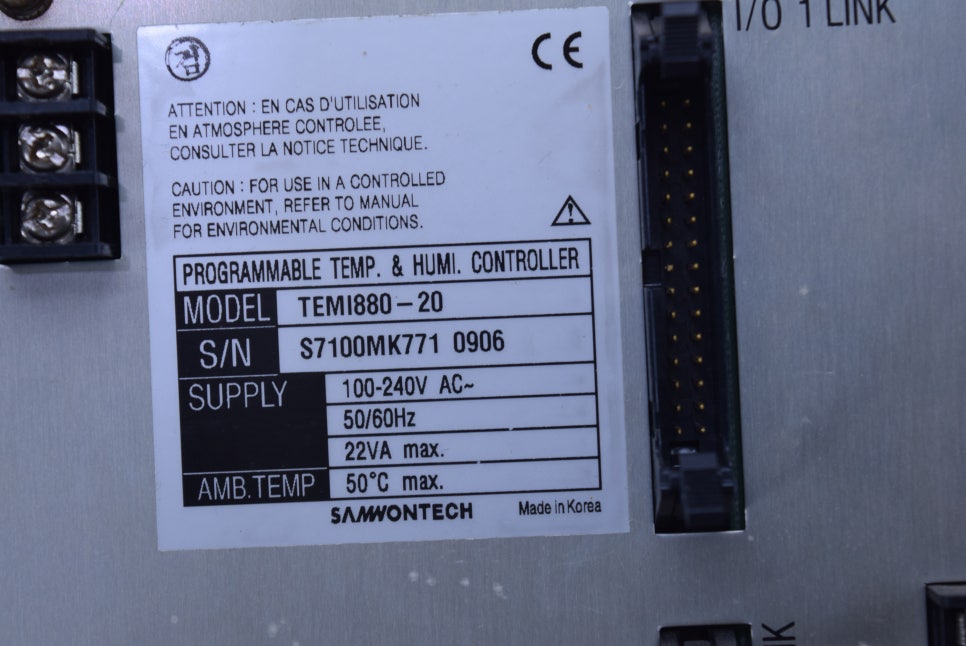 I/O 1 LINK
CE
ATTENTION : EN CAS D'UTILISATION
EN ATMOSPHERE CONTROLEE,
CONSULTER LA NOTICE TECHNIQUE.
CAUTION : FOR USE IN A CONTROLLED
ENVIRONMENT, REFER TO MANUAL
FOR ENVIRONMENTAL CONDITIONS.
PROGRAMMABLE TEMP. & HUMI. CONTROLLER
MODEL TEMI880-20
S/N S7100MK771 0906
SUPPLY 100-240V AC~
50/60Hz
22VA max.
AMB.TEMP 50°C max.
SAMWONTECH Made in Korea